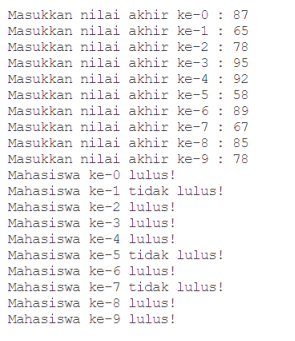 Masukkan nilai akhir ke-0 : 87
Masukkan nilai akhir ke-1 : 65
Masukkan nilai akhir ke-2 : 78
Masukkan nilai akhir ke-3 : 95
Masukkan nilai akhir ke-4 : 92
Masukkan nilai akhir ke-5 : 58
Masukkan nilai akhir ke-6 : 89
Masukkan nilai akhir ke-7 : 67
Masukkan nilai akhir ke-8 : 85
Masukkan nilai akhir ke-9 : 78
Mahasiswa ke-0 lulus!
Mahasiswa ke-1 tidak lulus!
Mahasiswa ke-2 lulus!
Mahasiswa ke-3 lulus!
Mahasiswa ke-4 lulus!
Mahasiswa ke-5 tidak lulus!
Mahasiswa ke-6 lulus!
Mahasiswa ke-7 tidak lulus!
Mahasiswa ke-8 lulus!
Mahasiswa ke-9 lulus!